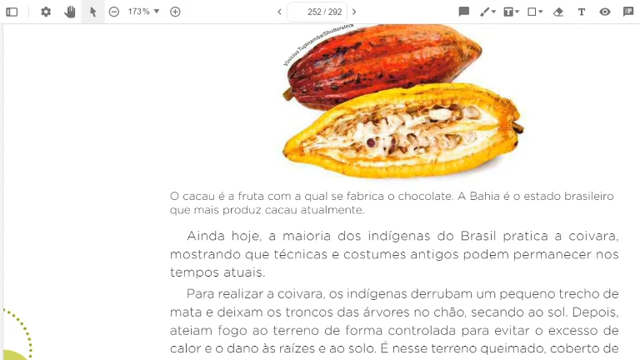 173%
252 / 292
Vinicius Tupinamba/Shutterstock
O cacau é a fruta com a qual se fabrica o chocolate. A Bahia é o estado brasileiro
que mais produz cacau atualmente.
Ainda hoje, a maioria dos indígenas do Brasil pratica a coivara,
mostrando que técnicas e costumes antigos podem permanecer nos
tempos atuais.
Para realizar a coivara, os indígenas derrubam um pequeno trecho de
mata e deixam os troncos das árvores no chão, secando ao sol. Depois,
ateiam fogo ao terreno de forma controlada para evitar o excesso de
calor e o dano às raízes e ao solo. É nesse terreno queimado, coberto de